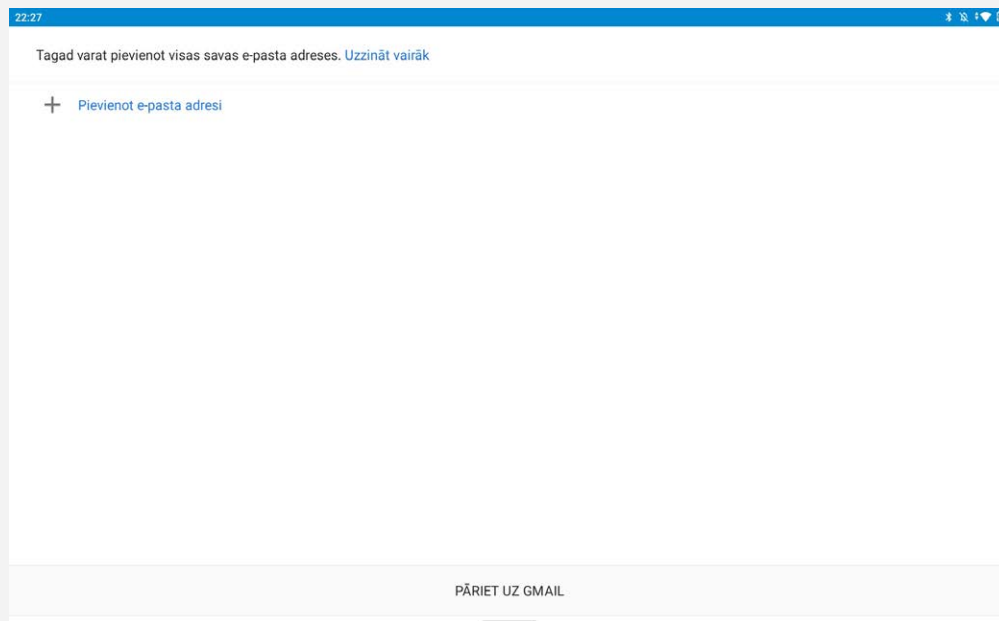 22:27
Tagad varat pievienot visas savas e-pasta adreses. Uzzināt vairāk
Pievienot e-pasta adresi
PĀRIET UZ GMAIL